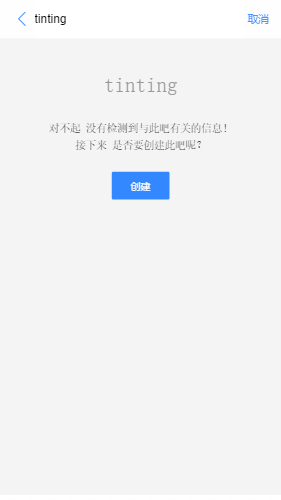 tinting 取消
tinting
对不起 没有检测到与此吧有关的信息!
接下来 是否要创建此吧呢?
创建